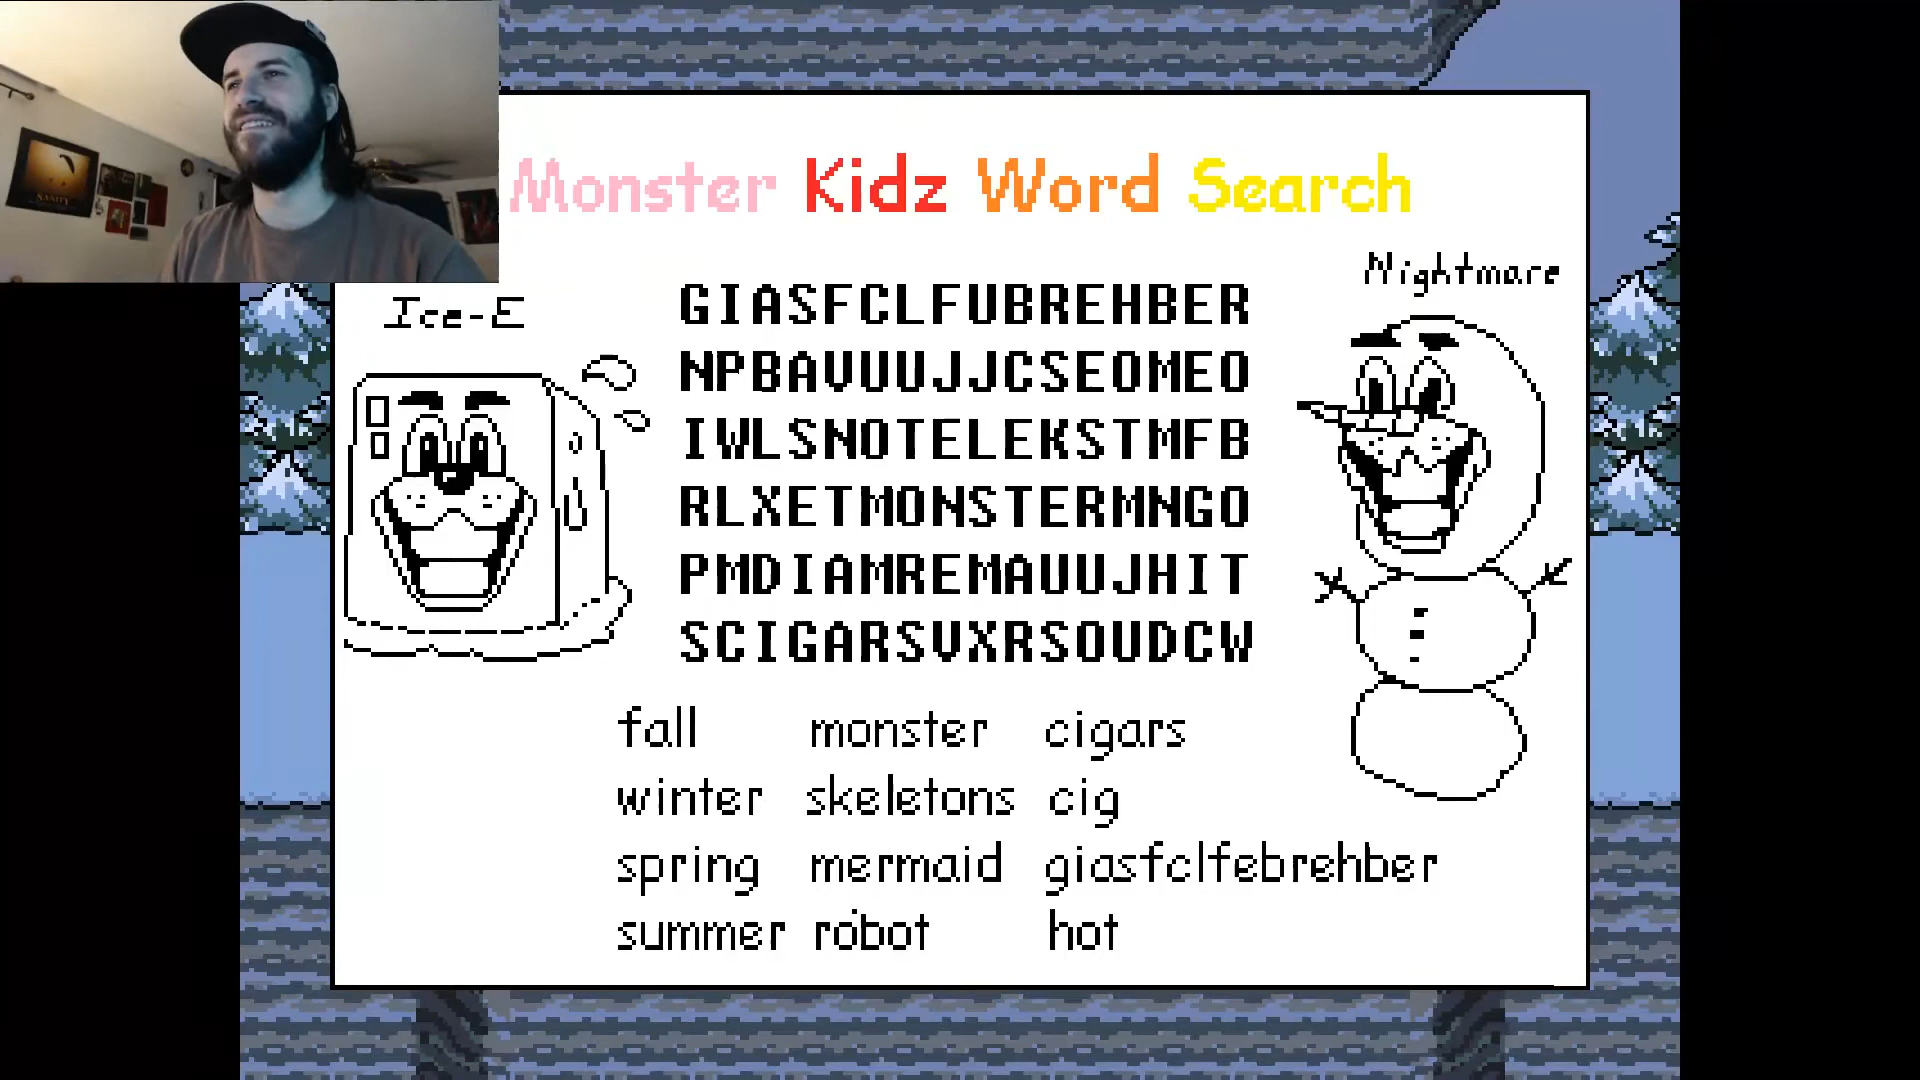 Monster Kidz Word Search
Nightmare
Ice-E
GIASFCLFUBREHBER
NPBAVUUJJCSEOMEO
IWLSNOTELEKSTMFB
RLXETMONSTERMNGO
PMDIAMREMAUUJHIT
SCIGARSVXRSOUDCW
fall monster cigars
winter skeletons cig
spring mermaid giasfclfebrehber
summer robot hot